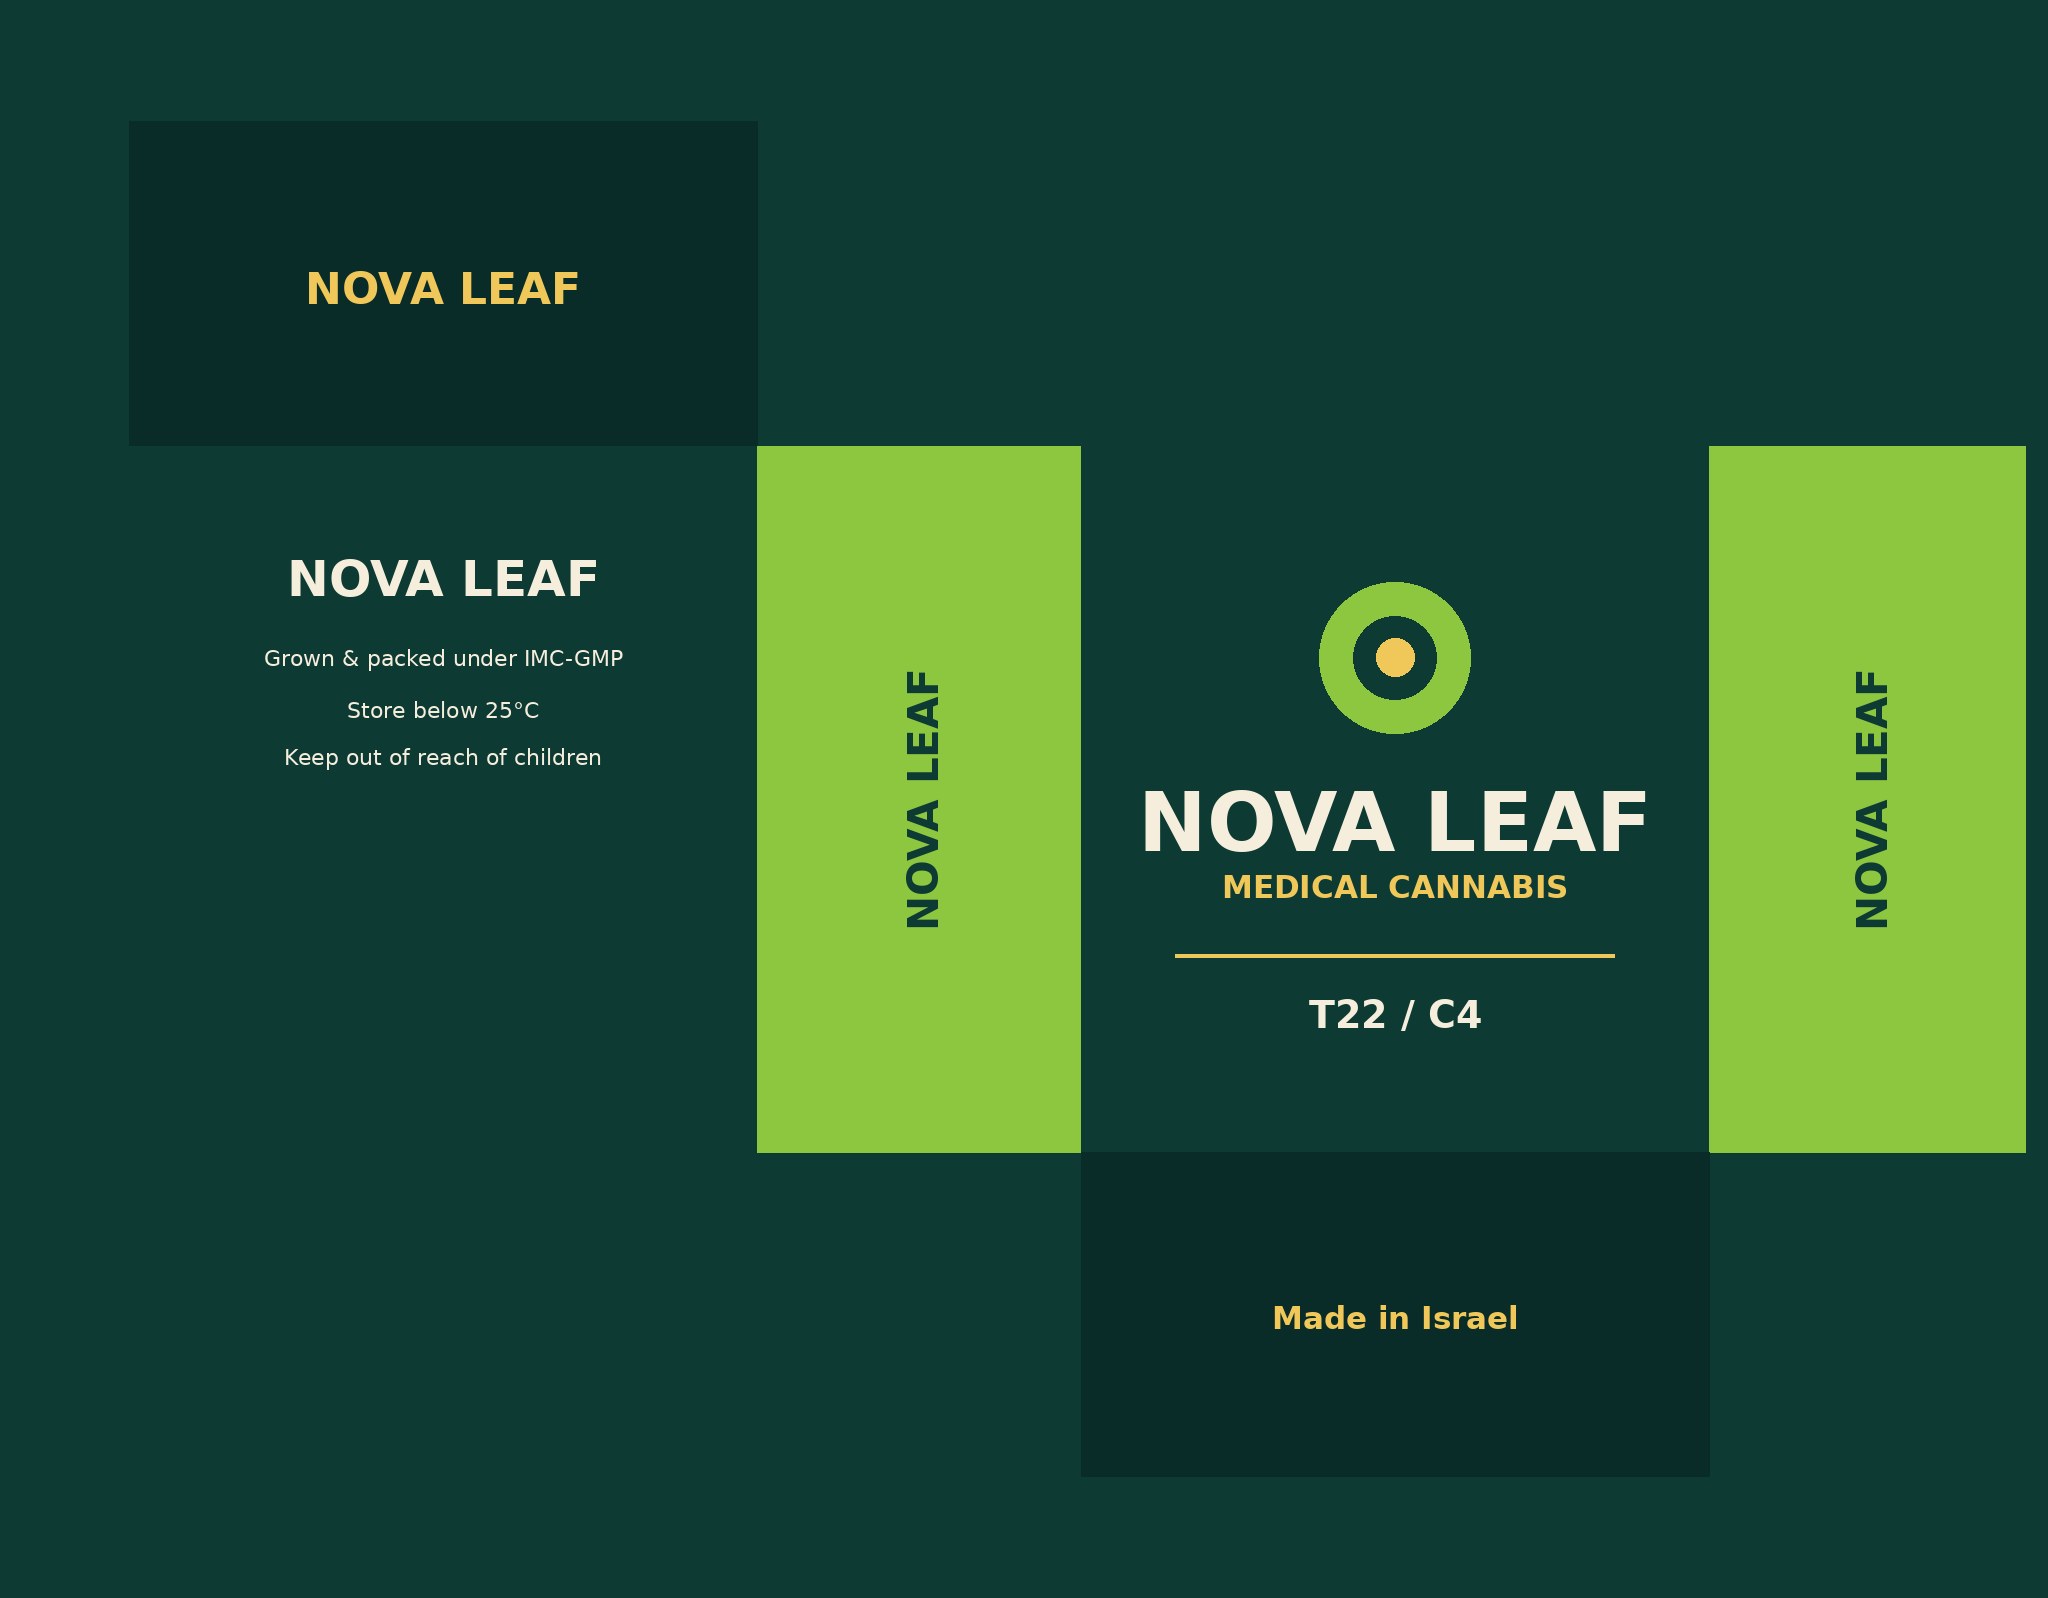 NOVA LEAF
NOVA LEAF
Grown & packed under IMC-GMP
Store below 25°C
Keep out of reach of children
NOVA LEAF
NOVA LEAF
MEDICAL CANNABIS
T22 / C4
NOVA LEAF
Made in Israel